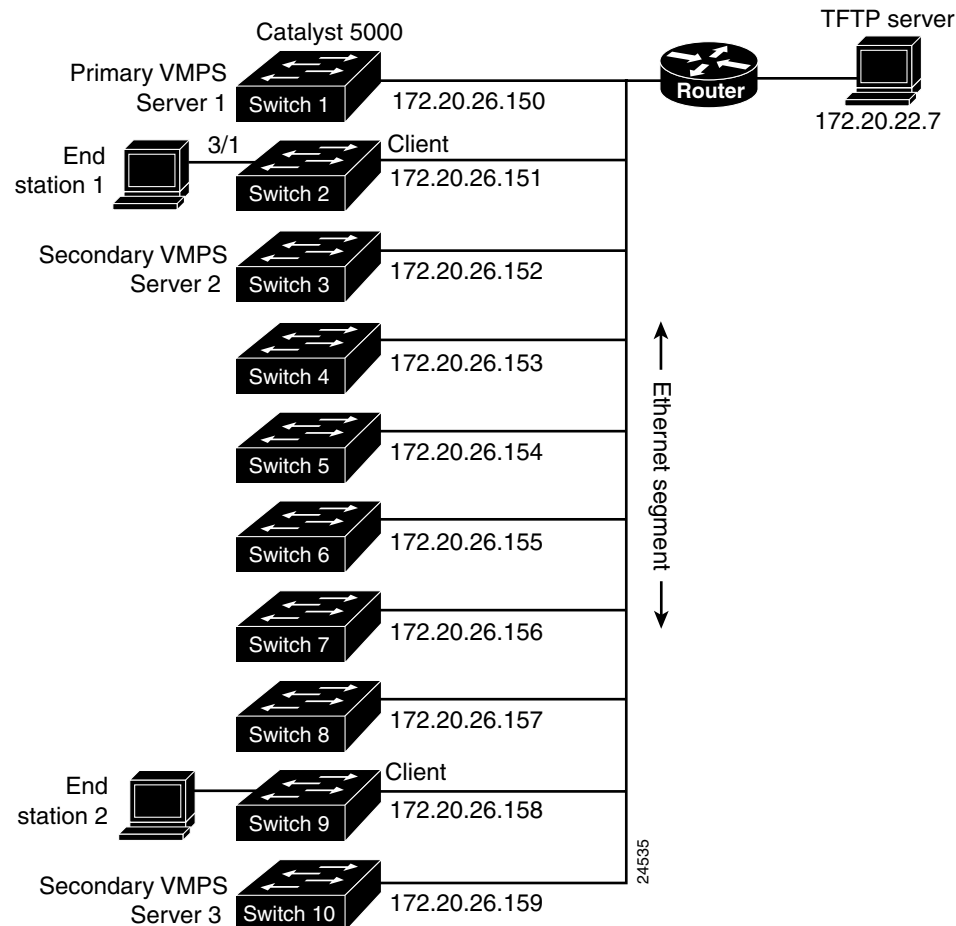 Catalyst 5000
TFTP server
Primary VMPS
Server 1
Switch 1
172.20.26.150
Router
172.20.22.7
End
station 1
3/1
Client
Switch 2
172.20.26.151
Secondary VMPS
Server 2
Switch 3
172.20.26.152
Switch 4
172.20.26.153
Switch 5
172.20.26.154
Ethernet segment
Switch 6
172.20.26.155
Switch 7
172.20.26.156
Switch 8
172.20.26.157
End
station 2
Client
Switch 9
172.20.26.158
24535
Secondary VMPS
Server 3
Switch 10
172.20.26.159